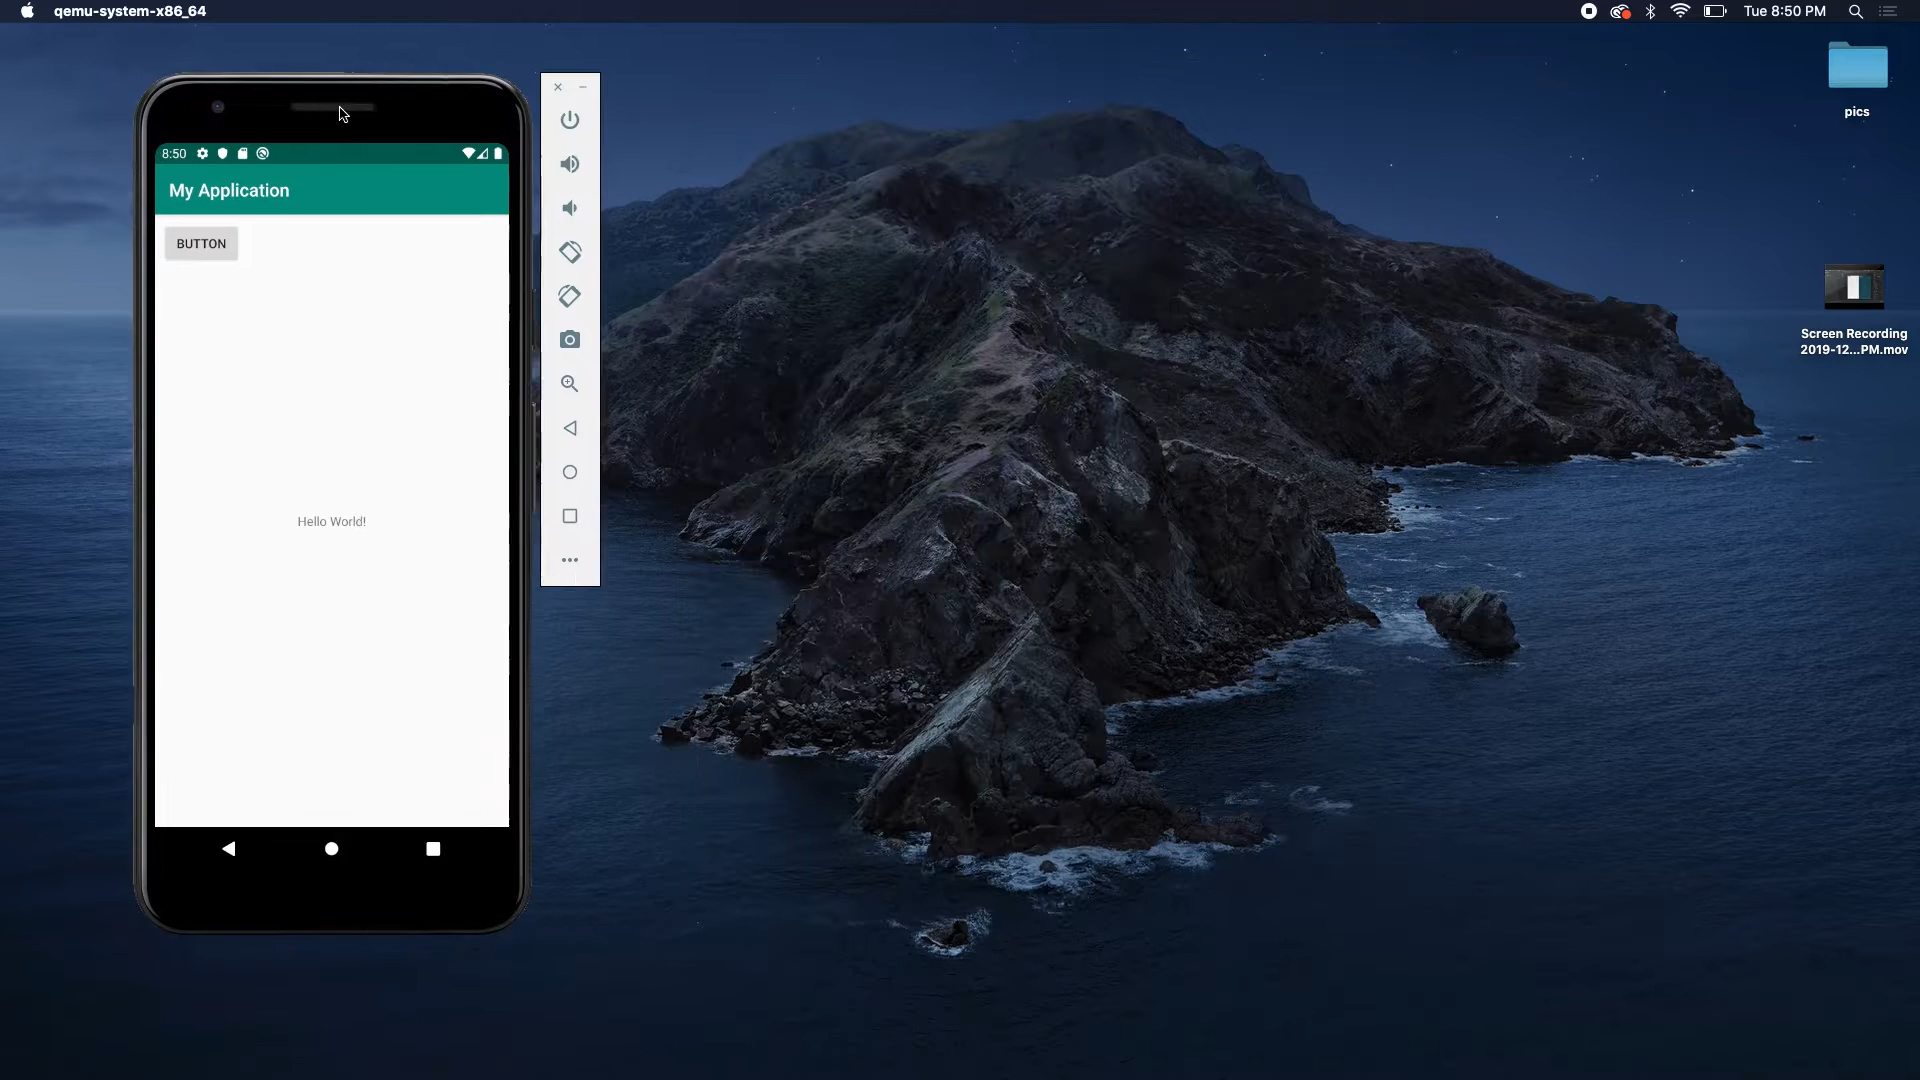 qemu-system-x86_64
Tue 8:50 PM
pics
8:50
My Application
BUTTON
Screen Recording
2019-12...PM.mov
Hello World!